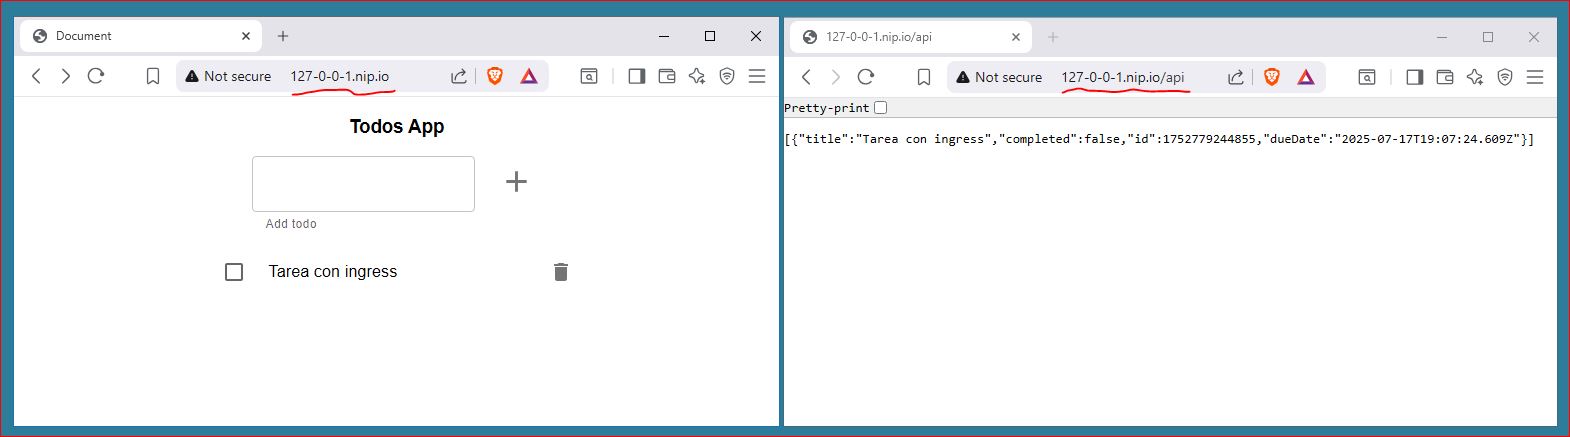 Document
Not secure 127-0-0-1.nip.io
Todos App
Add todo
Tarea con ingress
127-0-0-1.nip.io/api
Not secure 127-0-0-1.nip.io/api
Pretty-print
[{"title":"Tarea con ingress","completed":false,"id":1752779244855,"dueDate":"2025-07-17T19:07:24.609Z"}]